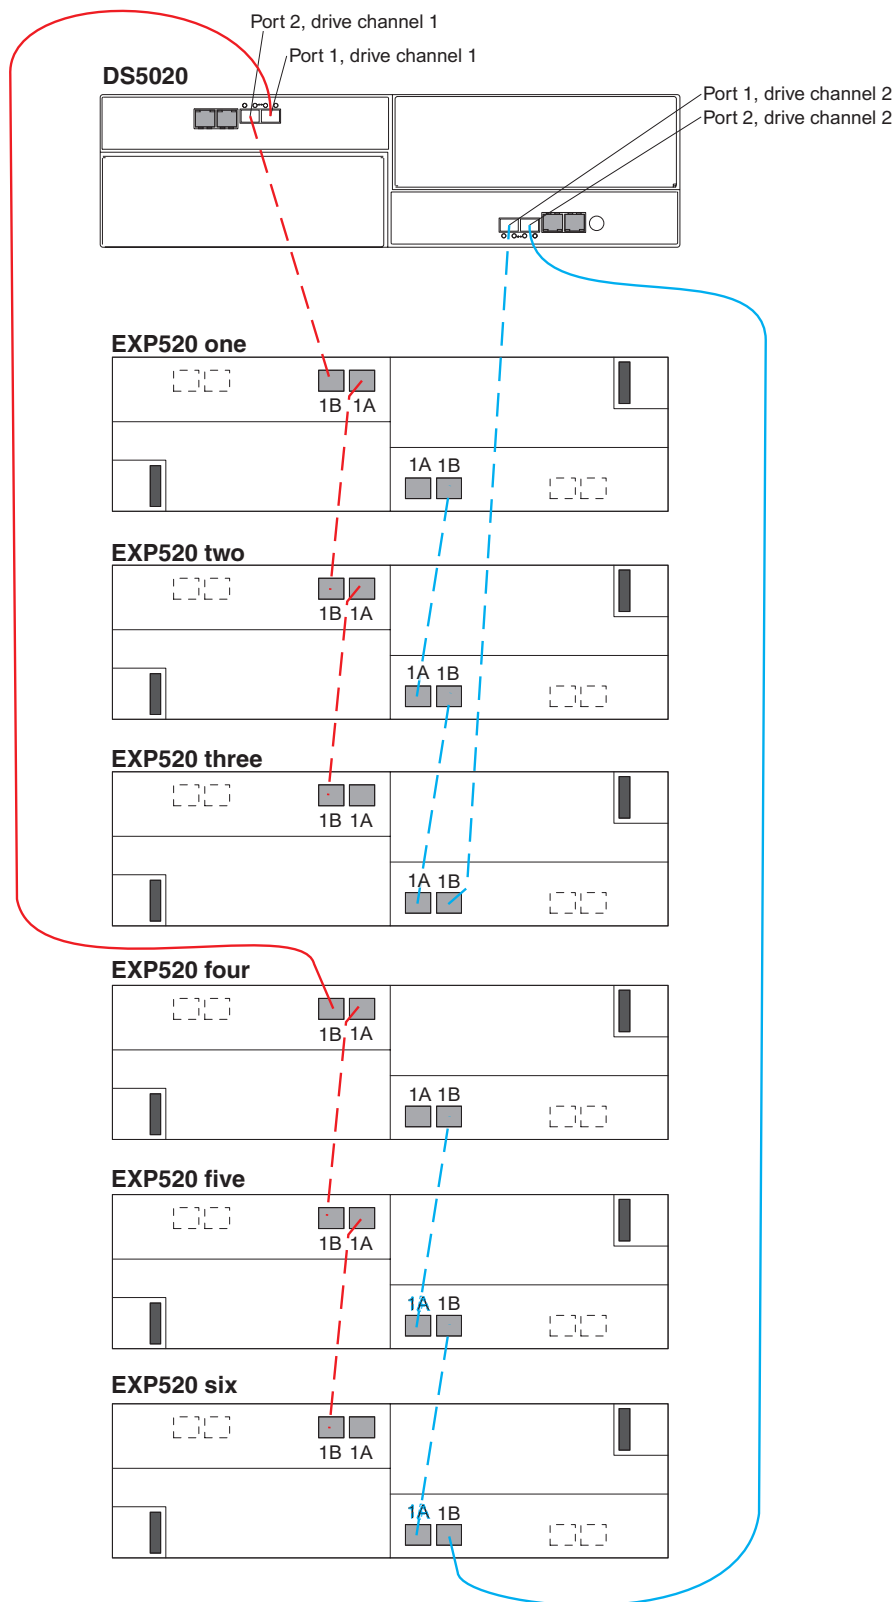 Port 2, drive channel 1
Port 1, drive channel 1
DS5020
Port 1, drive channel 2
Port 2, drive channel 2
EXP520 one
1B 1A
1A 1B
EXP520 two
1B 1A
1A 1B
EXP520 three
1B 1A
1A 1B
EXP520 four
1B 1A
1A 1B
EXP520 five
1B 1A
1A 1B
EXP520 six
1B 1A
1A 1B